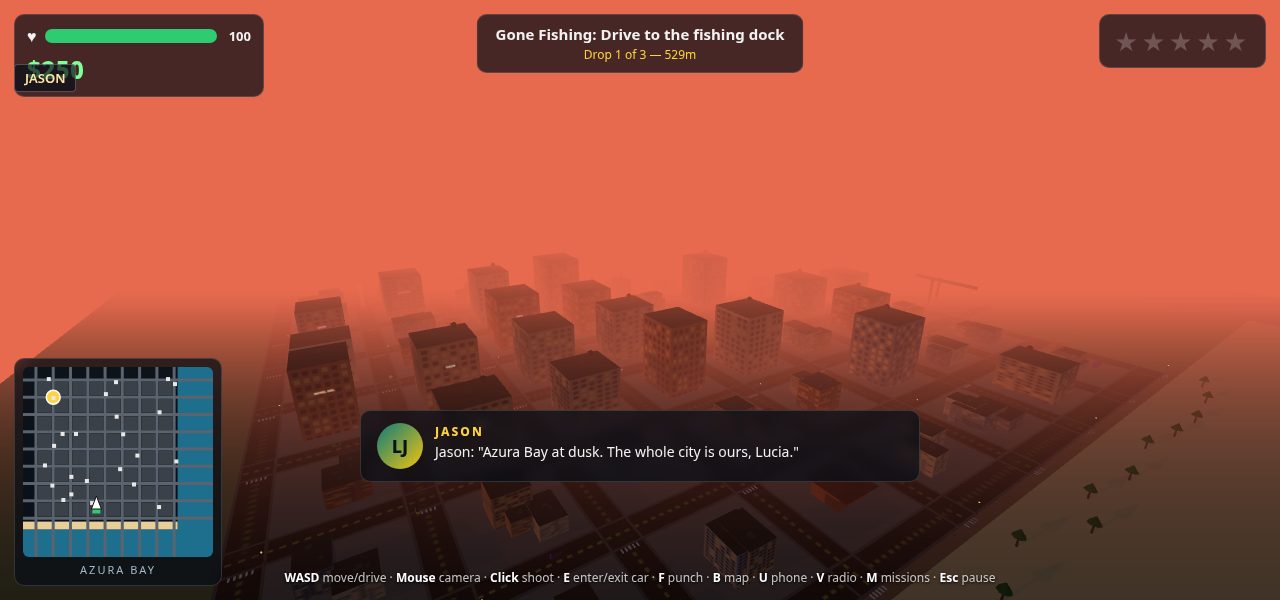 ♥ 100
$250
JASON
Gone Fishing: Drive to the fishing dock
Drop 1 of 3 — 529m
★★★★★
LJ
JASON
Jason: "Azura Bay at dusk. The whole city is ours, Lucia."
AZURA BAY
WASD move/drive · Mouse camera · Click shoot · E enter/exit car · F punch · B map · U phone · V radio · M missions · Esc pause